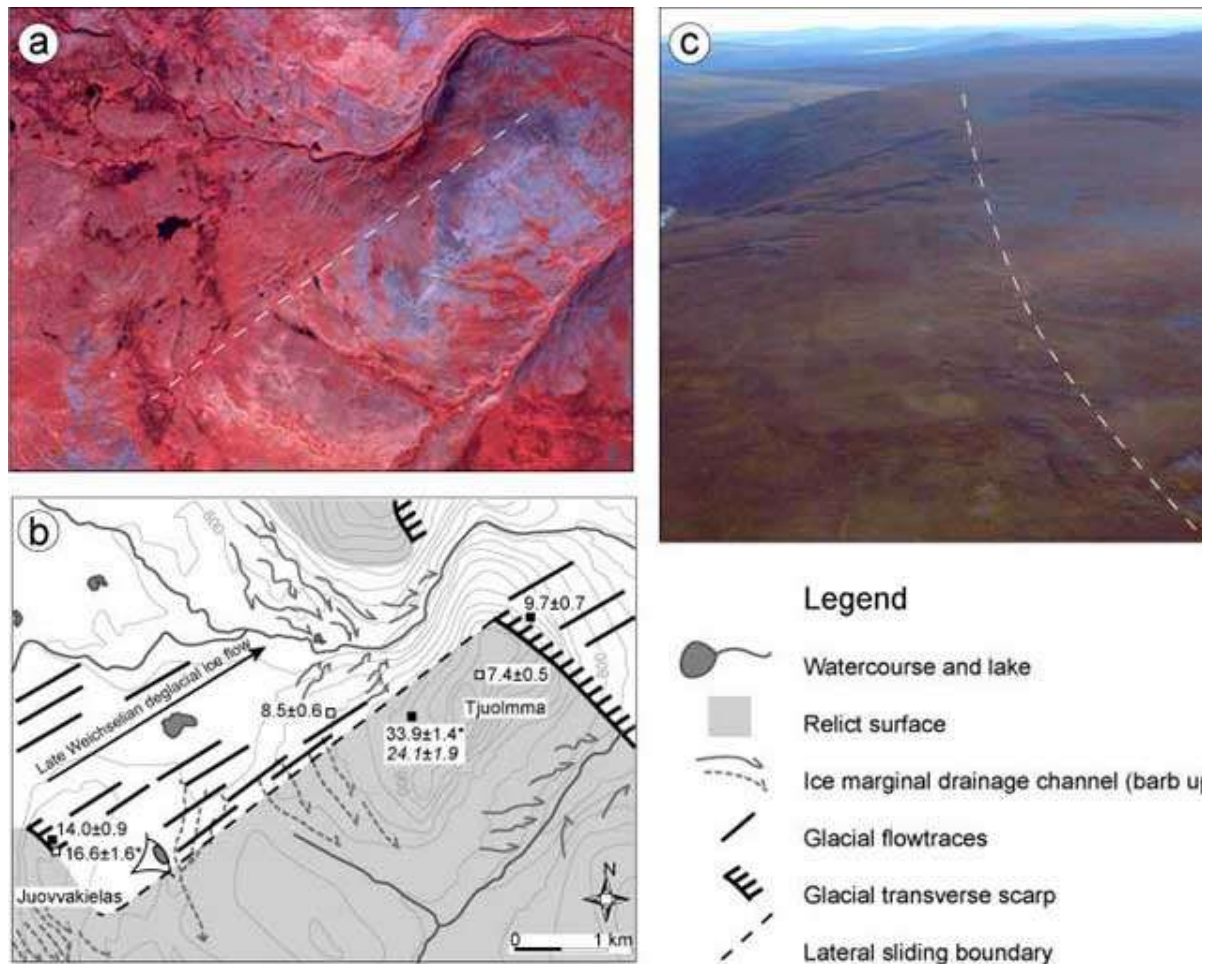 a
c
b
600
Late Weichselian deglacial ice flow
9.7±0.7
7.4±0.5
Tjuolmma
600
8.5±0.6
33.9±1.4*
24.1±1.9
14.0±0.9
16.6±1.6*
Juovvakielas
N
0 1 km
Legend
Watercourse and lake
Relict surface
Ice marginal drainage channel (barb up
Glacial flowtraces
Glacial transverse scarp
Lateral sliding boundary